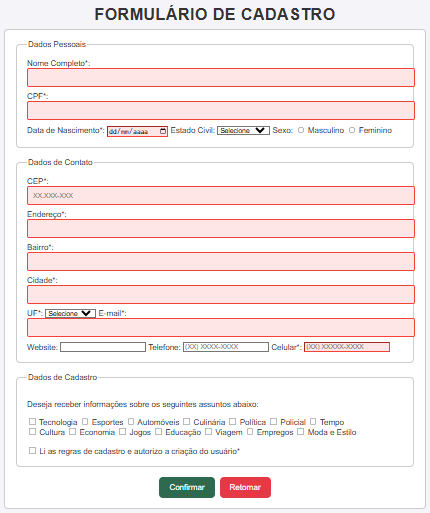 FORMULÁRIO DE CADASTRO
Dados Pessoais
Nome Completo*:
CPF*:
Data de Nascimento*: dd/mm/aaaa Estado Civil: Selecione Sexo: Masculino Feminino
Dados de Contato
CEP*:
XX.XXX-XXX
Endereço*:
Bairro*:
Cidade*:
UF*: Selecione E-mail*:
Website: Telefone: (XX) XXXX-XXXX Celular*: (XX) XXXXX-XXXX
Dados de Cadastro
Deseja receber informações sobre os seguintes assuntos abaixo:
Tecnologia Esportes Automóveis Culinária Política Policial Tempo
Cultura Economia Jogos Educação Viagem Empregos Moda e Estilo
Li as regras de cadastro e autorizo a criação do usuário*
Confirmar Retornar